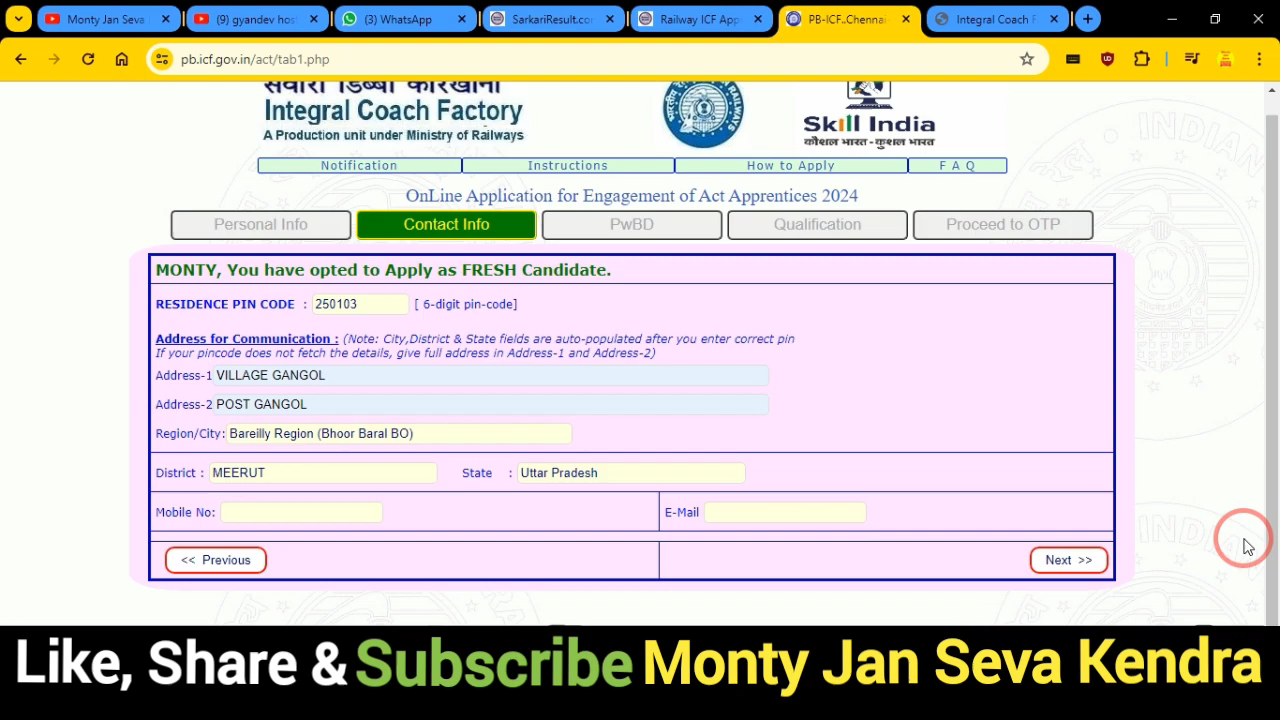 Monty Jan Seva
(9) gyandev hos
(3) WhatsApp
SarkariResult.co
Railway ICF App
PB-ICF..Chennai
Integral Coach F
pb.icf.gov.in/act/tab1.php
सवारी डिब्बा कारखाना
Integral Coach Factory
A Production unit under Ministry of Railways
Skill India
कौशल भारत-कुशल भारत
Notification Instructions How to Apply F A Q
OnLine Application for Engagement of Act Apprentices 2024
Personal Info Contact Info PwBD Qualification Proceed to OTP
MONTY, You have opted to Apply as FRESH Candidate.
RESIDENCE PIN CODE : 250103 [ 6-digit pin-code]
Address for Communication : (Note: City,District & State fields are auto-populated after you enter correct pin
If your pincode does not fetch the details, give full address in Address-1 and Address-2)
Address-1 VILLAGE GANGOL
Address-2 POST GANGOL
Region/City: Bareilly Region (Bhoor Baral BO)
District : MEERUT State : Uttar Pradesh
Mobile No: E-Mail
<< Previous Next >>
Like, Share & Subscribe Monty Jan Seva Kendra